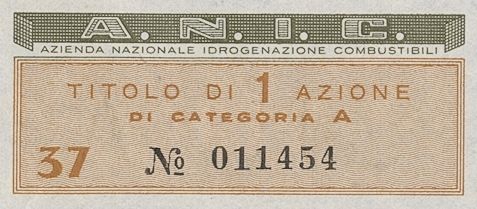 A.N.I.C.
AZIENDA NAZIONALE IDROGENAZIONE COMBUSTIBILI
TITOLO DI 1 AZIONE
DI CATEGORIA A
37 № 011454